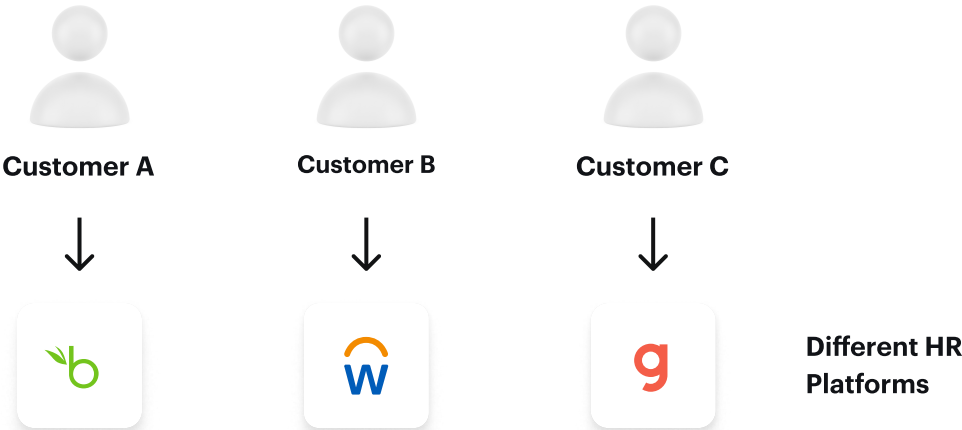 Customer A
Customer B
Customer C
b
w
g
Different HR
Platforms